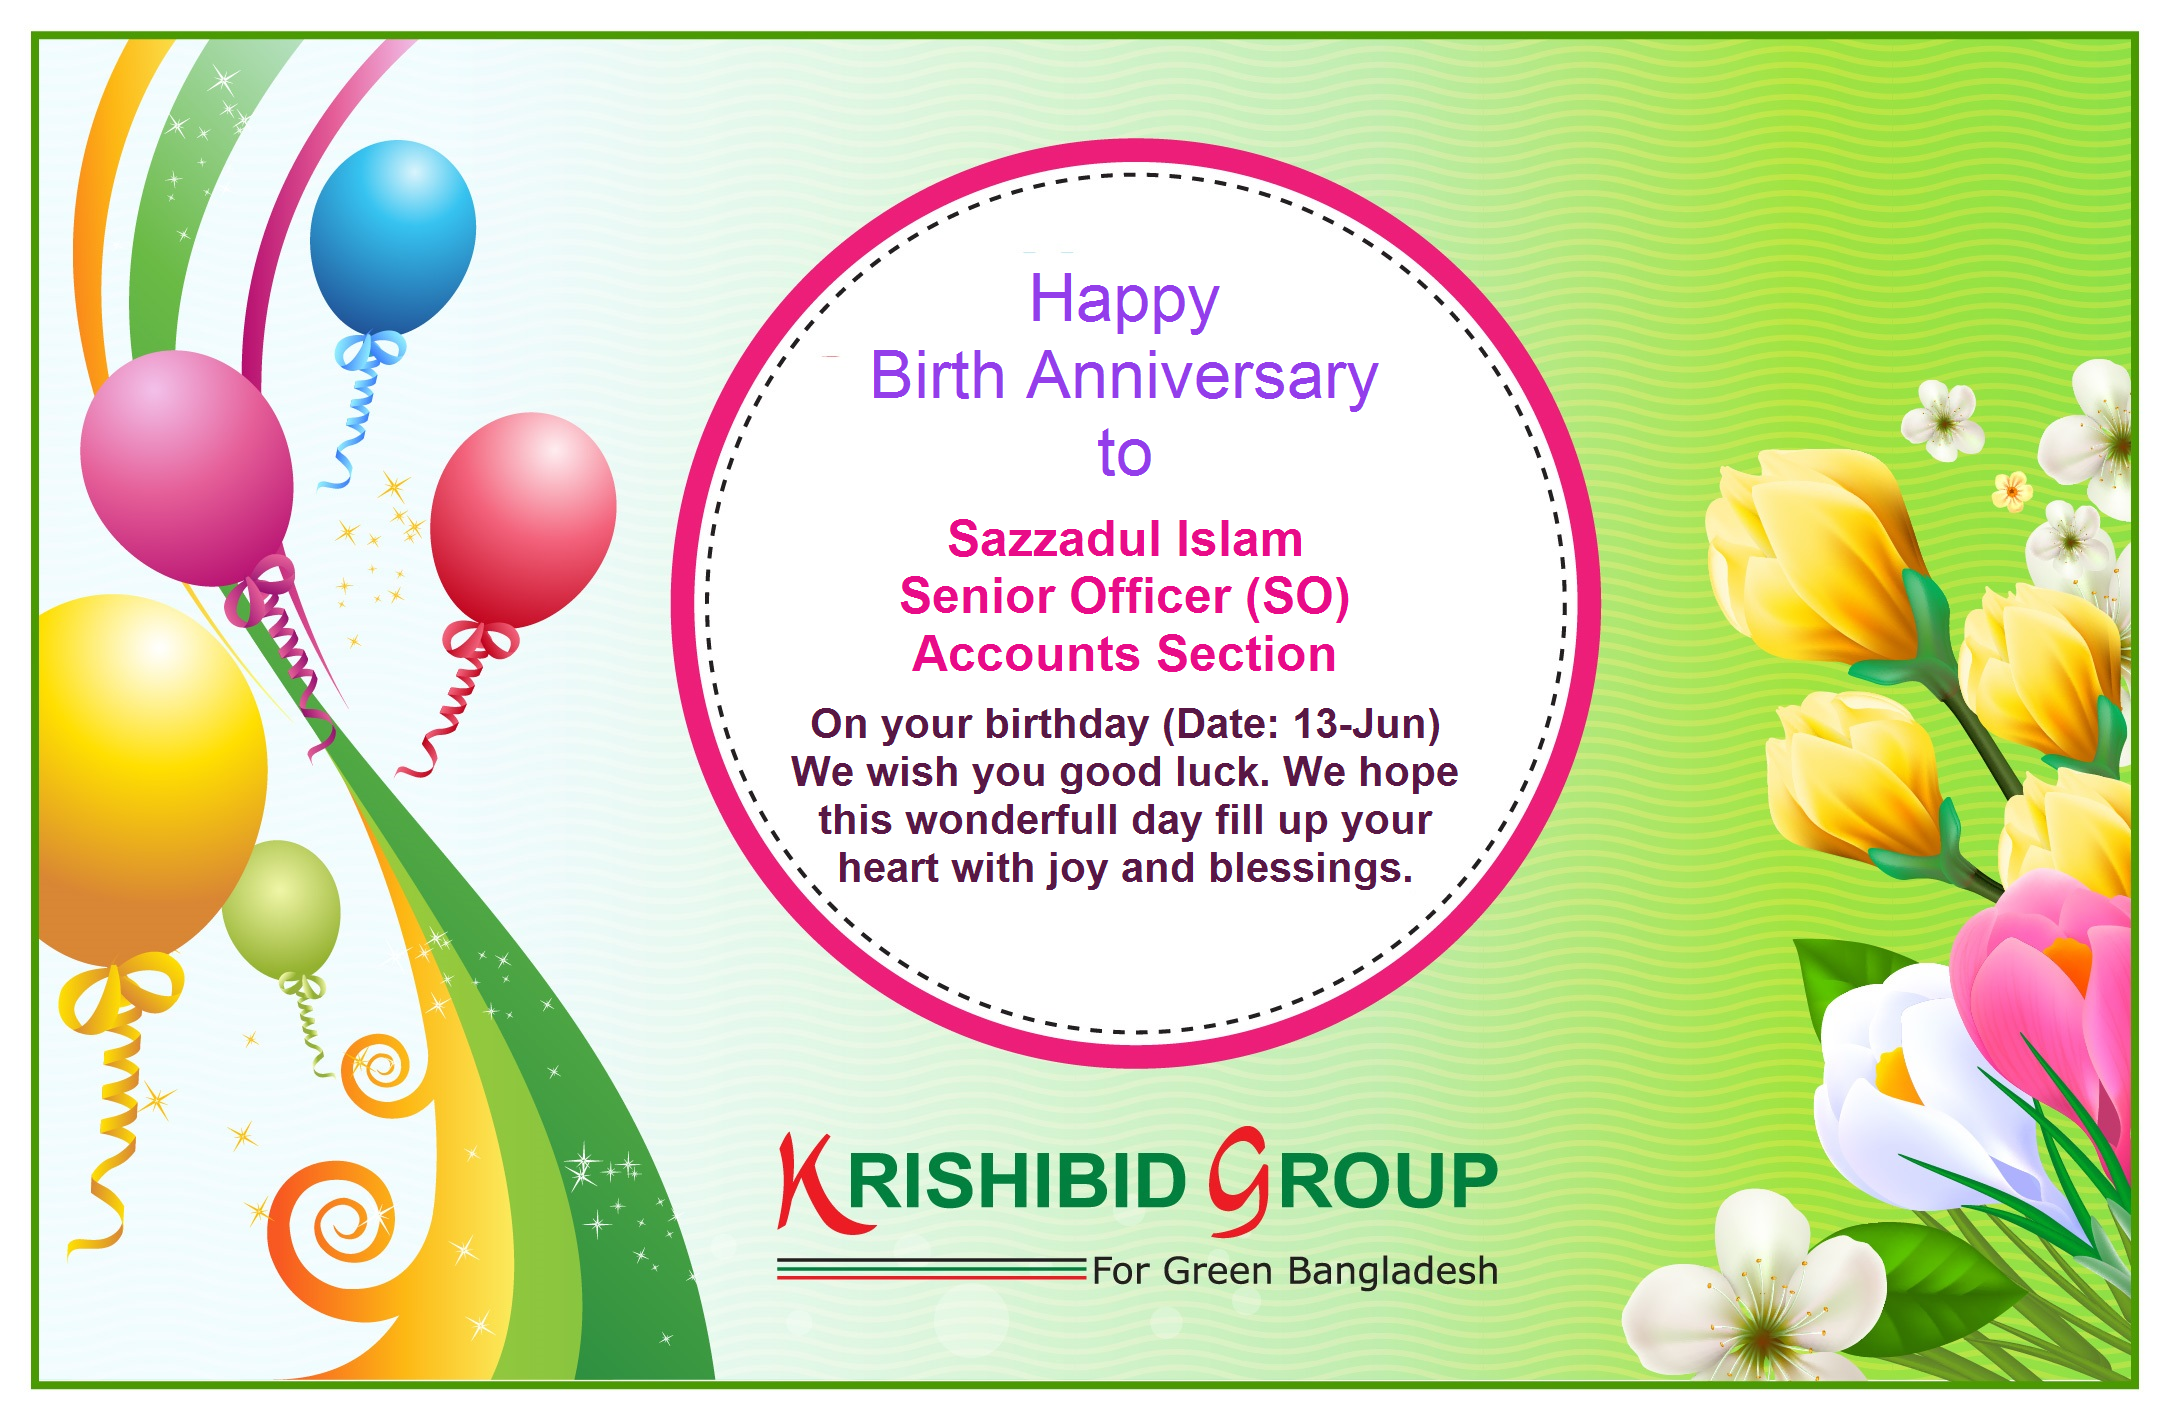 Happy
Birth Anniversary
to
Sazzadul Islam
Senior Officer (SO)
Accounts Section
On your birthday (Date: 13-Jun)
We wish you good luck. We hope
this wonderfull day fill up your
heart with joy and blessings.
KRISHIBID GROUP
For Green Bangladesh